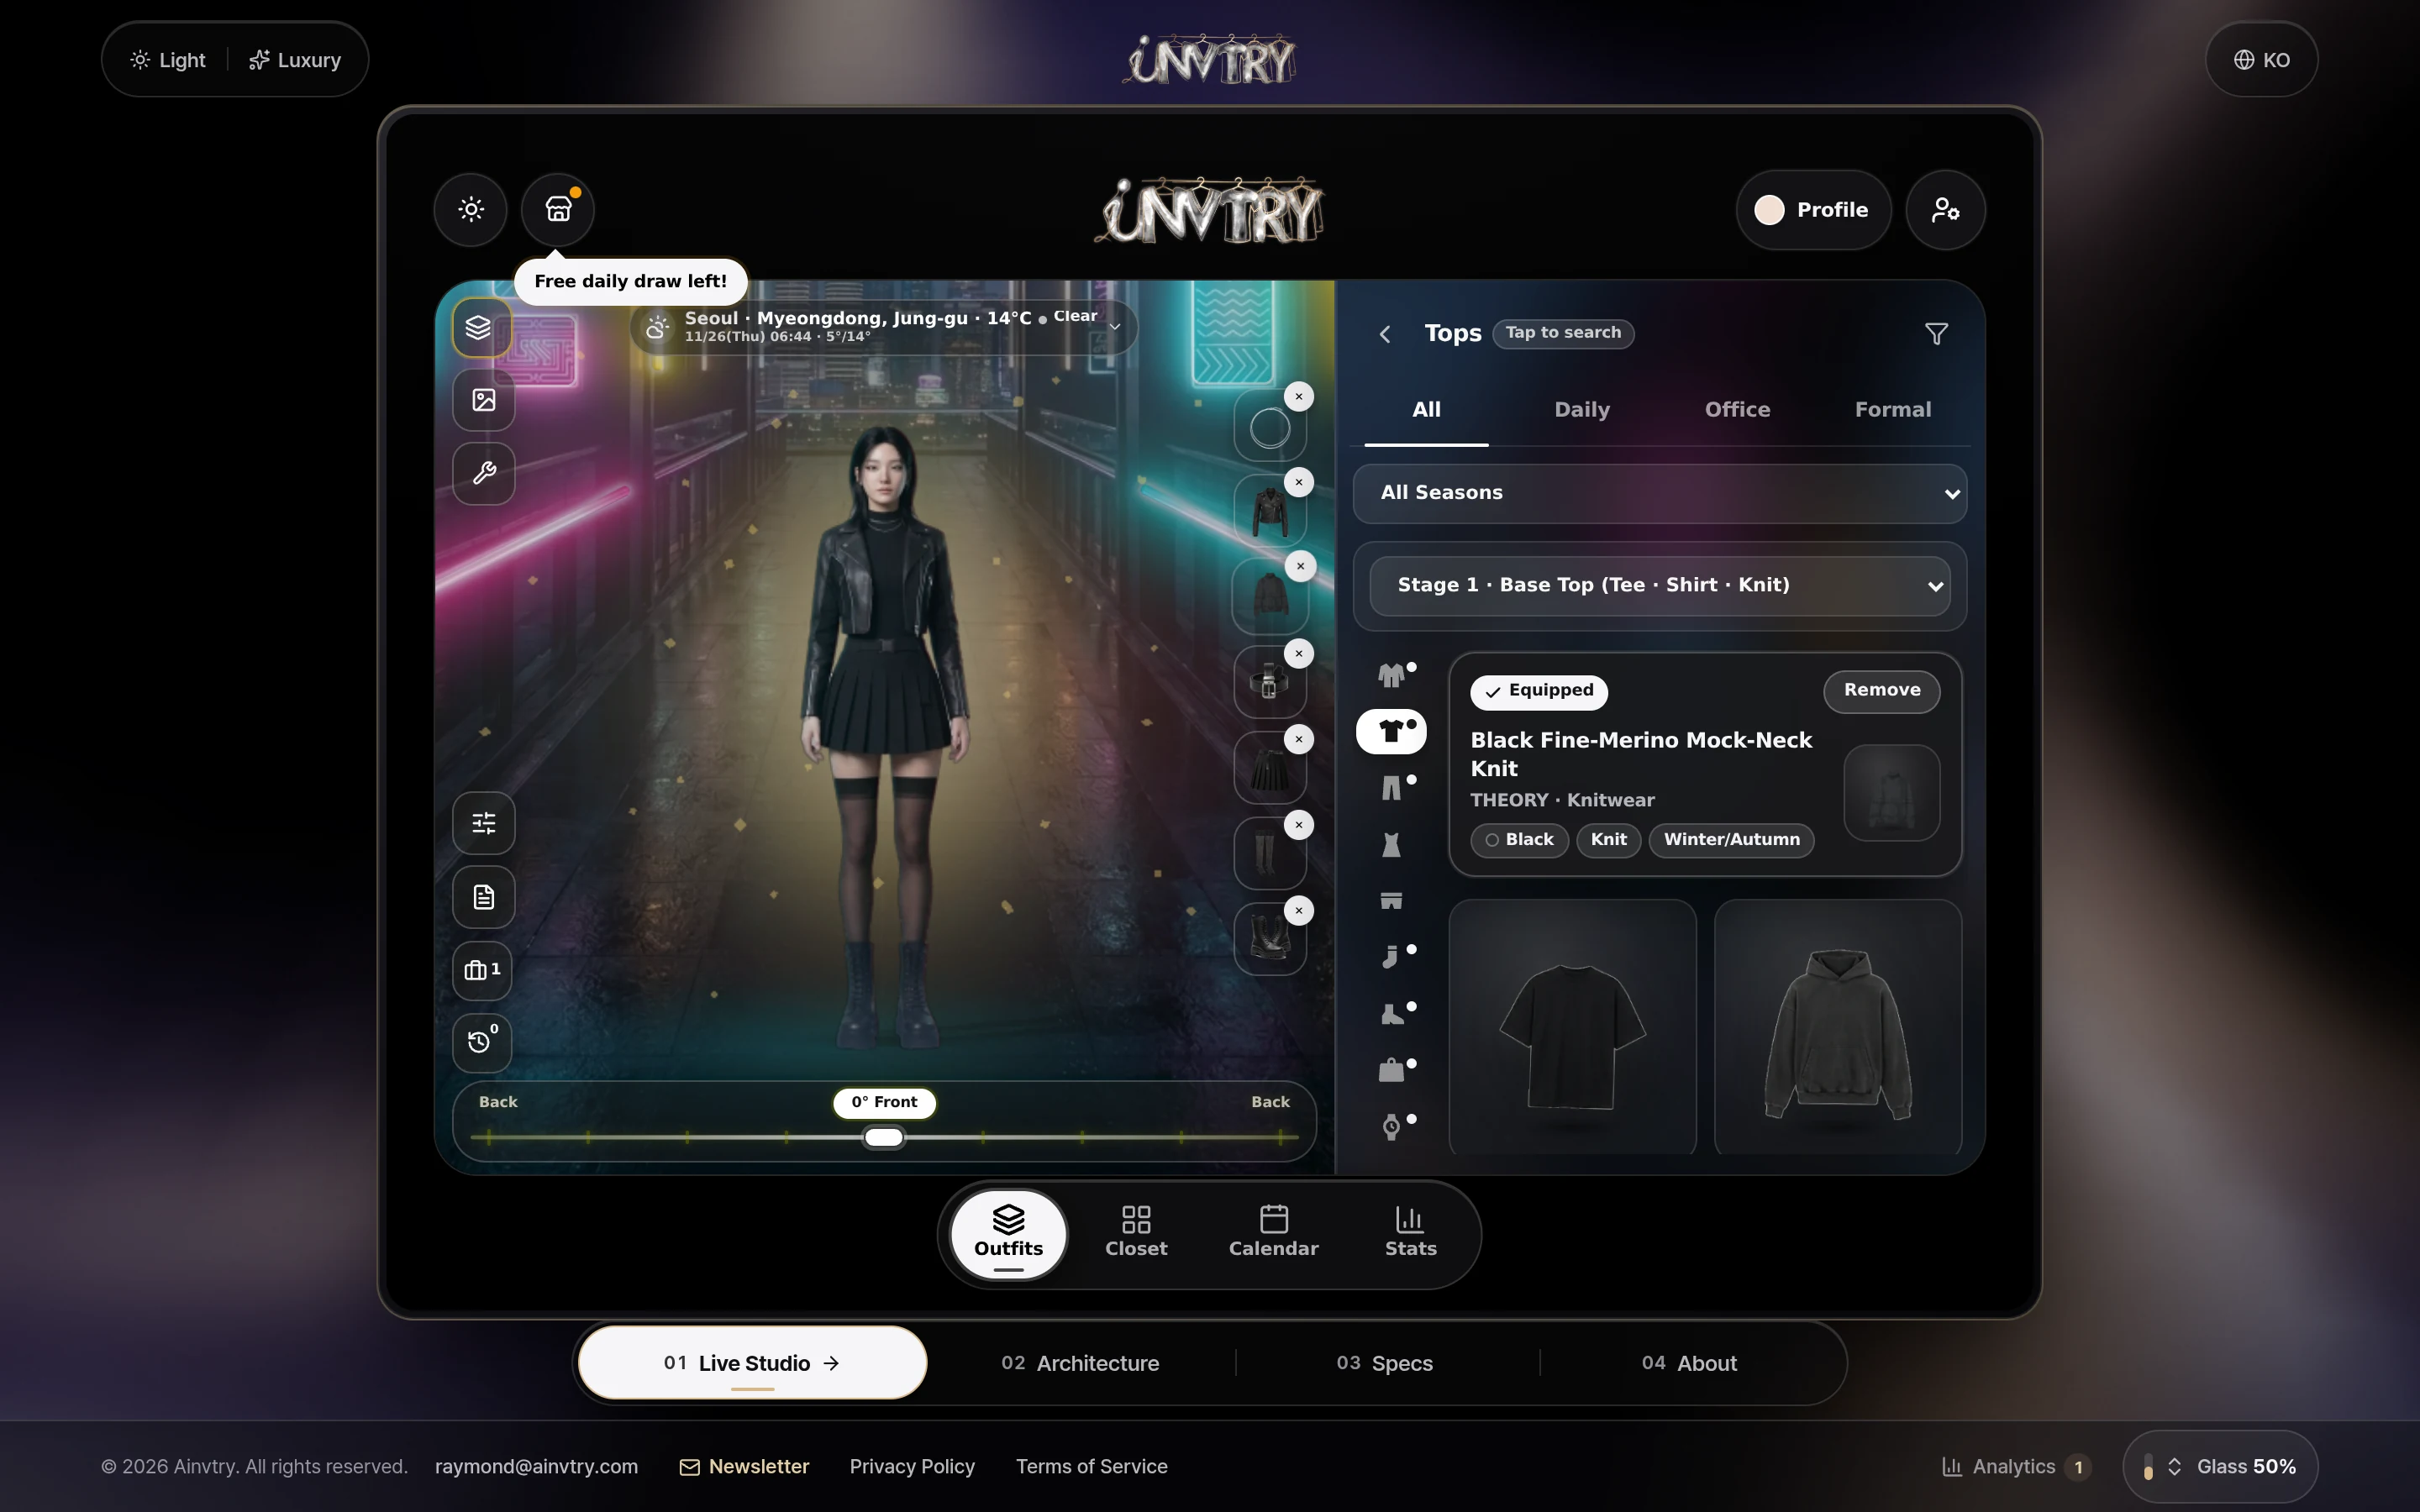 Light
Luxury
iNVTRY
KO
iNVTRY
Profile
Free daily draw left!
Seoul · Myeongdong, Jung-gu · 14°C ● Clear
11/26(Thu) 06:44 · 5°/14°
Tops
Tap to search
All
Daily
Office
Formal
All Seasons
Stage 1 · Base Top (Tee · Shirt · Knit)
Equipped
Remove
Black Fine-Merino Mock-Neck
Knit
THEORY · Knitwear
Black
Knit
Winter/Autumn
1
0
Back
0° Front
Back
Outfits
Closet
Calendar
Stats
01 Live Studio →
02 Architecture
03 Specs
04 About
© 2026 Ainvtry. All rights reserved.
raymond@ainvtry.com
Newsletter
Privacy Policy
Terms of Service
Analytics 1
Glass 50%